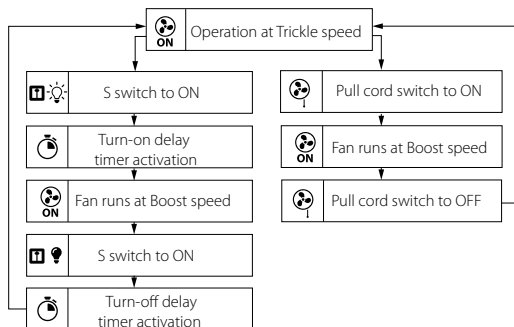 ON
Operation at Trickle speed
S switch to ON
Turn-on delay
timer activation
ON
Fan runs at Boost speed
S switch to ON
Turn-off delay
timer activation
Pull cord switch to ON
ON
Fan runs at Boost speed
Pull cord switch to OFF